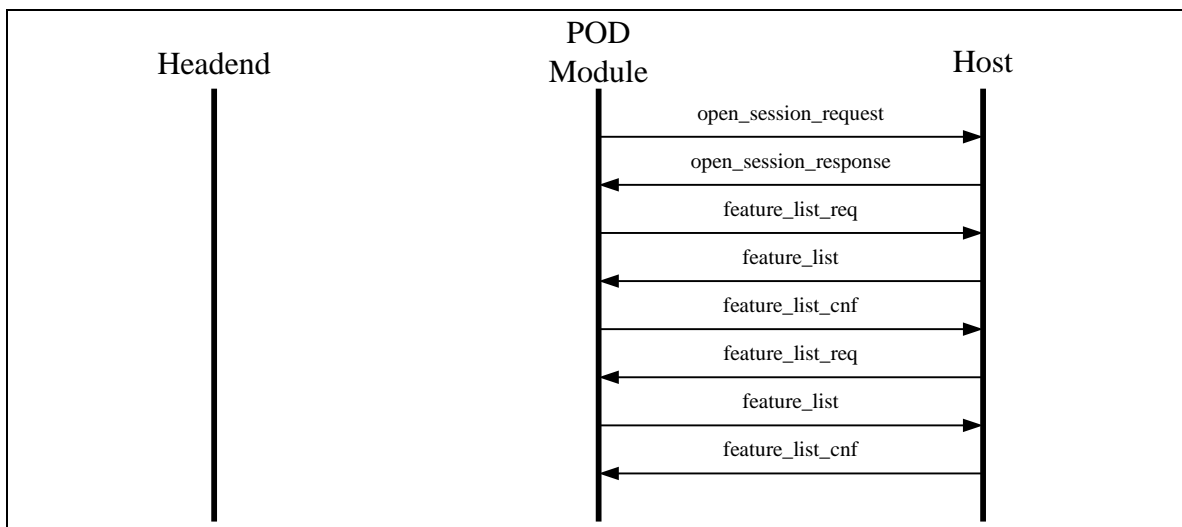 Headend
POD
Module
Host
open_session_request
open_session_response
feature_list_req
feature_list
feature_list_cnf
feature_list_req
feature_list
feature_list_cnf